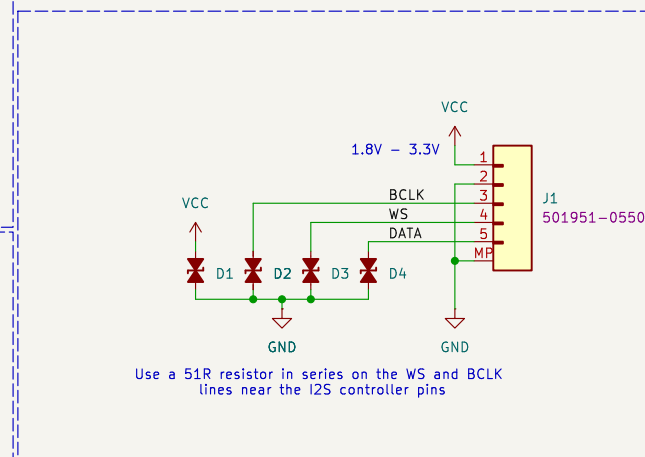 VCC
1.8V – 3.3V
1
2
J1
BCLK
3
VCC
WS
4
501951-0550
DATA
5
MP
D1
D2
D3
D4
GND
GND
Use a 51R resistor in series on the WS and BCLK
lines near the I2S controller pins